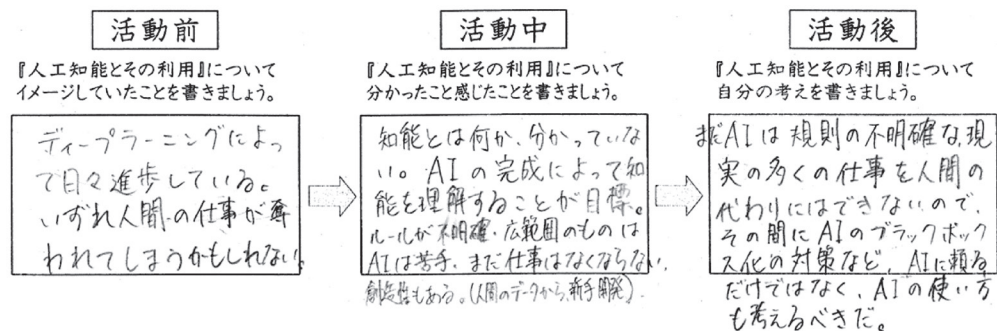 活動前
『人工知能とその利用』について
イメージしていたことを書きましょう。
ディープラーニングによっ
て日々進歩している。
いずれ人間の仕事が奪
われてしまうかもしれない。
活動中
『人工知能とその利用』について
分かったこと感じたことを書きましょう。
知能とは何か、分かっていな
い。AIの完成によって知
能を理解することが目標。
ルールが不明確・広範囲のものは
AIは苦手、まだ仕事はなくならない、
創造性もある。(人間のデータから、新手開発)
活動後
『人工知能とその利用』について
自分の考えを書きましょう。
まだAIは規則の不明確な、現
実の多くの仕事を人間の
代わりにはできないので、
その間にAIのブラックボック
ス化の対策など、AIに頼る
だけではなく、AIの使い方
も考えるべきだ。